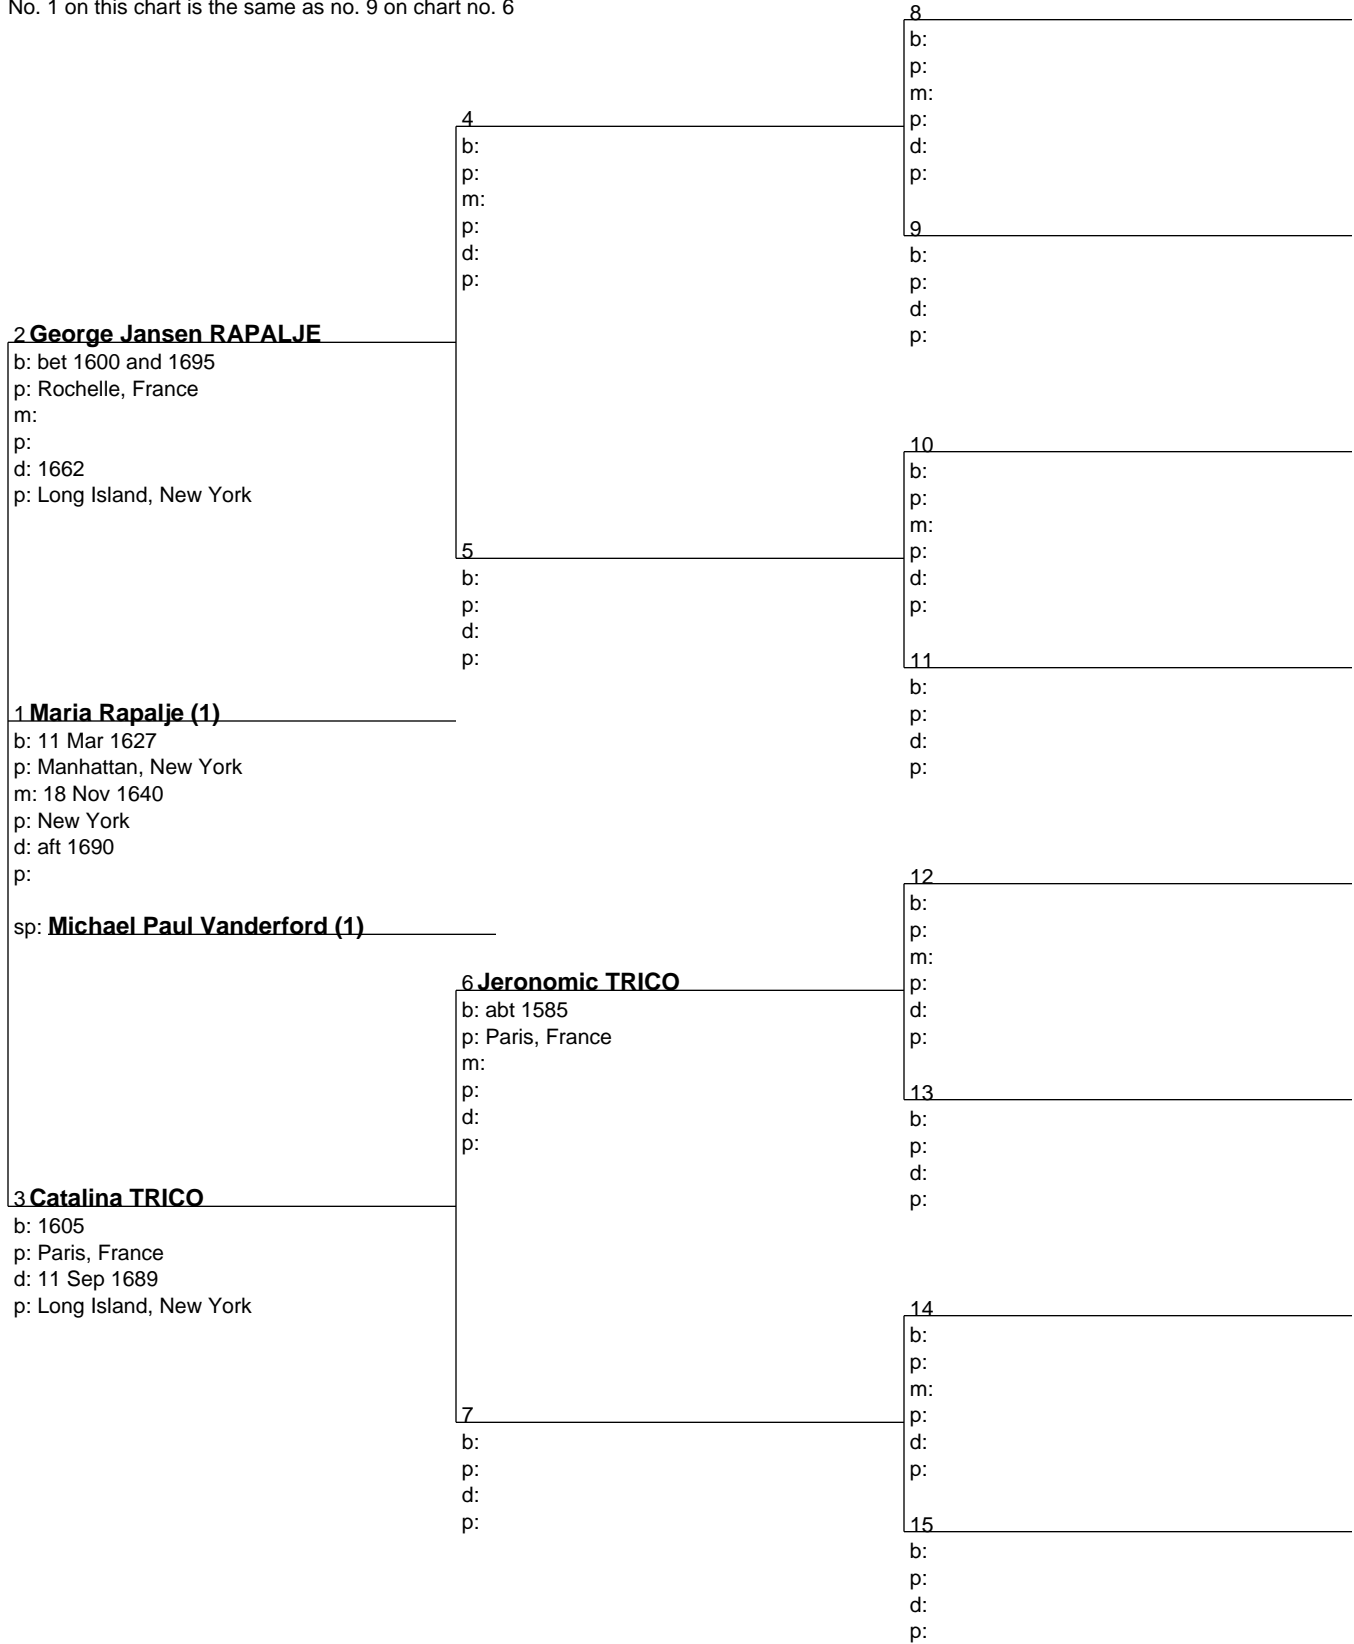 No. 1 on this chart is the same as no. 9 on chart no. 6
8
b:
p:
m:
p:
d:
p:
4
b:
p:
m:
p:
d:
p:
9
b:
p:
d:
p:
2 George Jansen RAPALJE
b: bet 1600 and 1695
p: Rochelle, France
m:
p:
d: 1662
p: Long Island, New York
10
b:
p:
m:
p:
d:
p:
5
b:
p:
d:
p:
11
b:
p:
d:
p:
1 Maria Rapalje (1)
b: 11 Mar 1627
p: Manhattan, New York
m: 18 Nov 1640
p: New York
d: aft 1690
p:
sp: Michael Paul Vanderford (1)
12
b:
p:
m:
p:
d:
p:
6 Jeronomic TRICO
b: abt 1585
p: Paris, France
m:
p:
d:
p:
13
b:
p:
d:
p:
3 Catalina TRICO
b: 1605
p: Paris, France
d: 11 Sep 1689
p: Long Island, New York
14
b:
p:
m:
p:
d:
p:
7
b:
p:
d:
p:
15
b:
p:
d:
p: